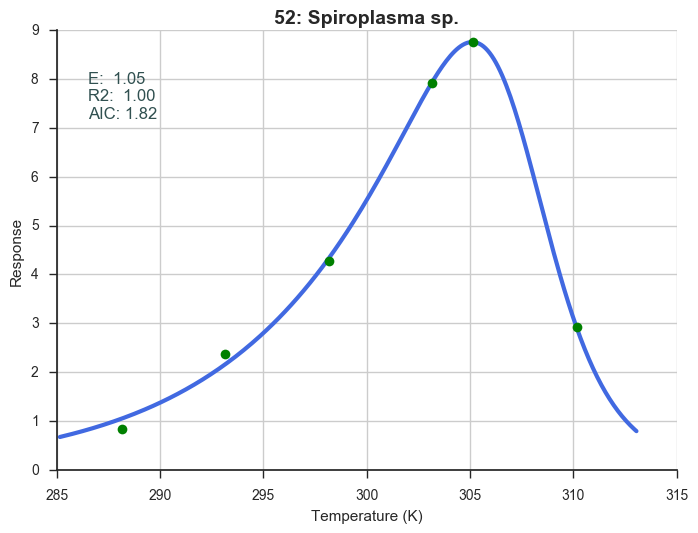 52: Spiroplasma sp.
E:  1.05
R2:  1.00
AIC: 1.82
Response
9
8
7
6
5
4
3
2
1
0
285 290 295 300 305 310 315
Temperature (K)